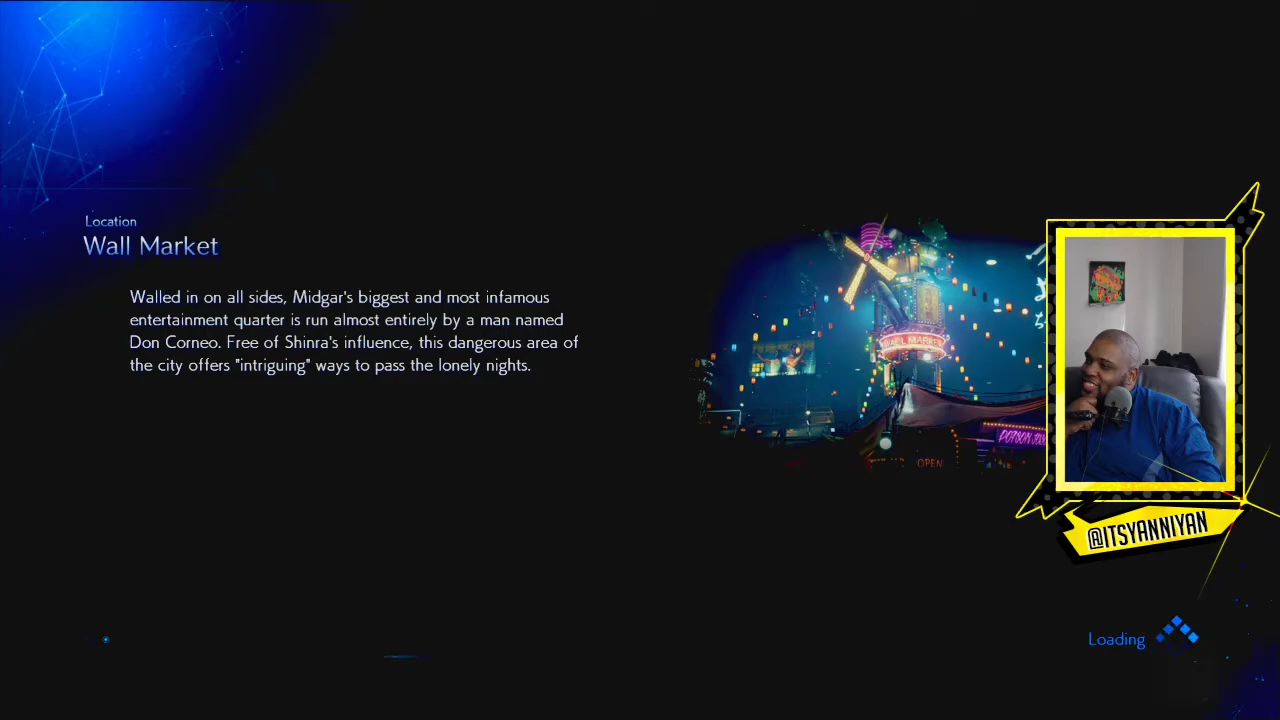 Location
Wall Market
Walled in on all sides, Midgar's biggest and most infamous
entertainment quarter is run almost entirely by a man named
Don Corneo. Free of Shinra's influence, this dangerous area of
the city offers "intriguing" ways to pass the lonely nights.
WALL MARKET
OPEN
@ITSYANNIYAN
Loading